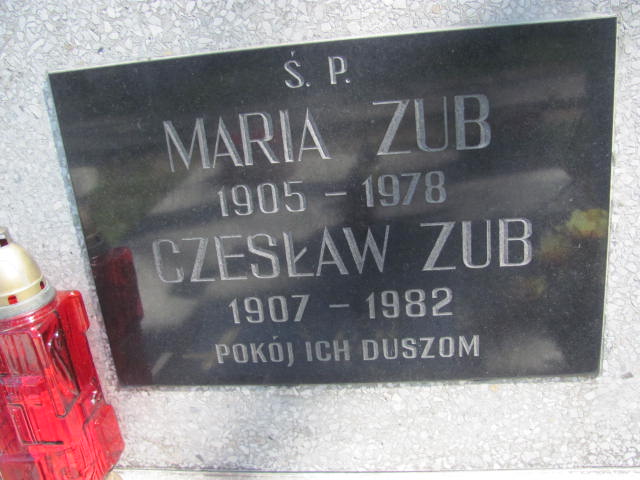 Ś. P.
MARIA ZUB
1905 - 1978
CZESŁAW ZUB
1907 - 1982
POKÓJ ICH DUSZOM